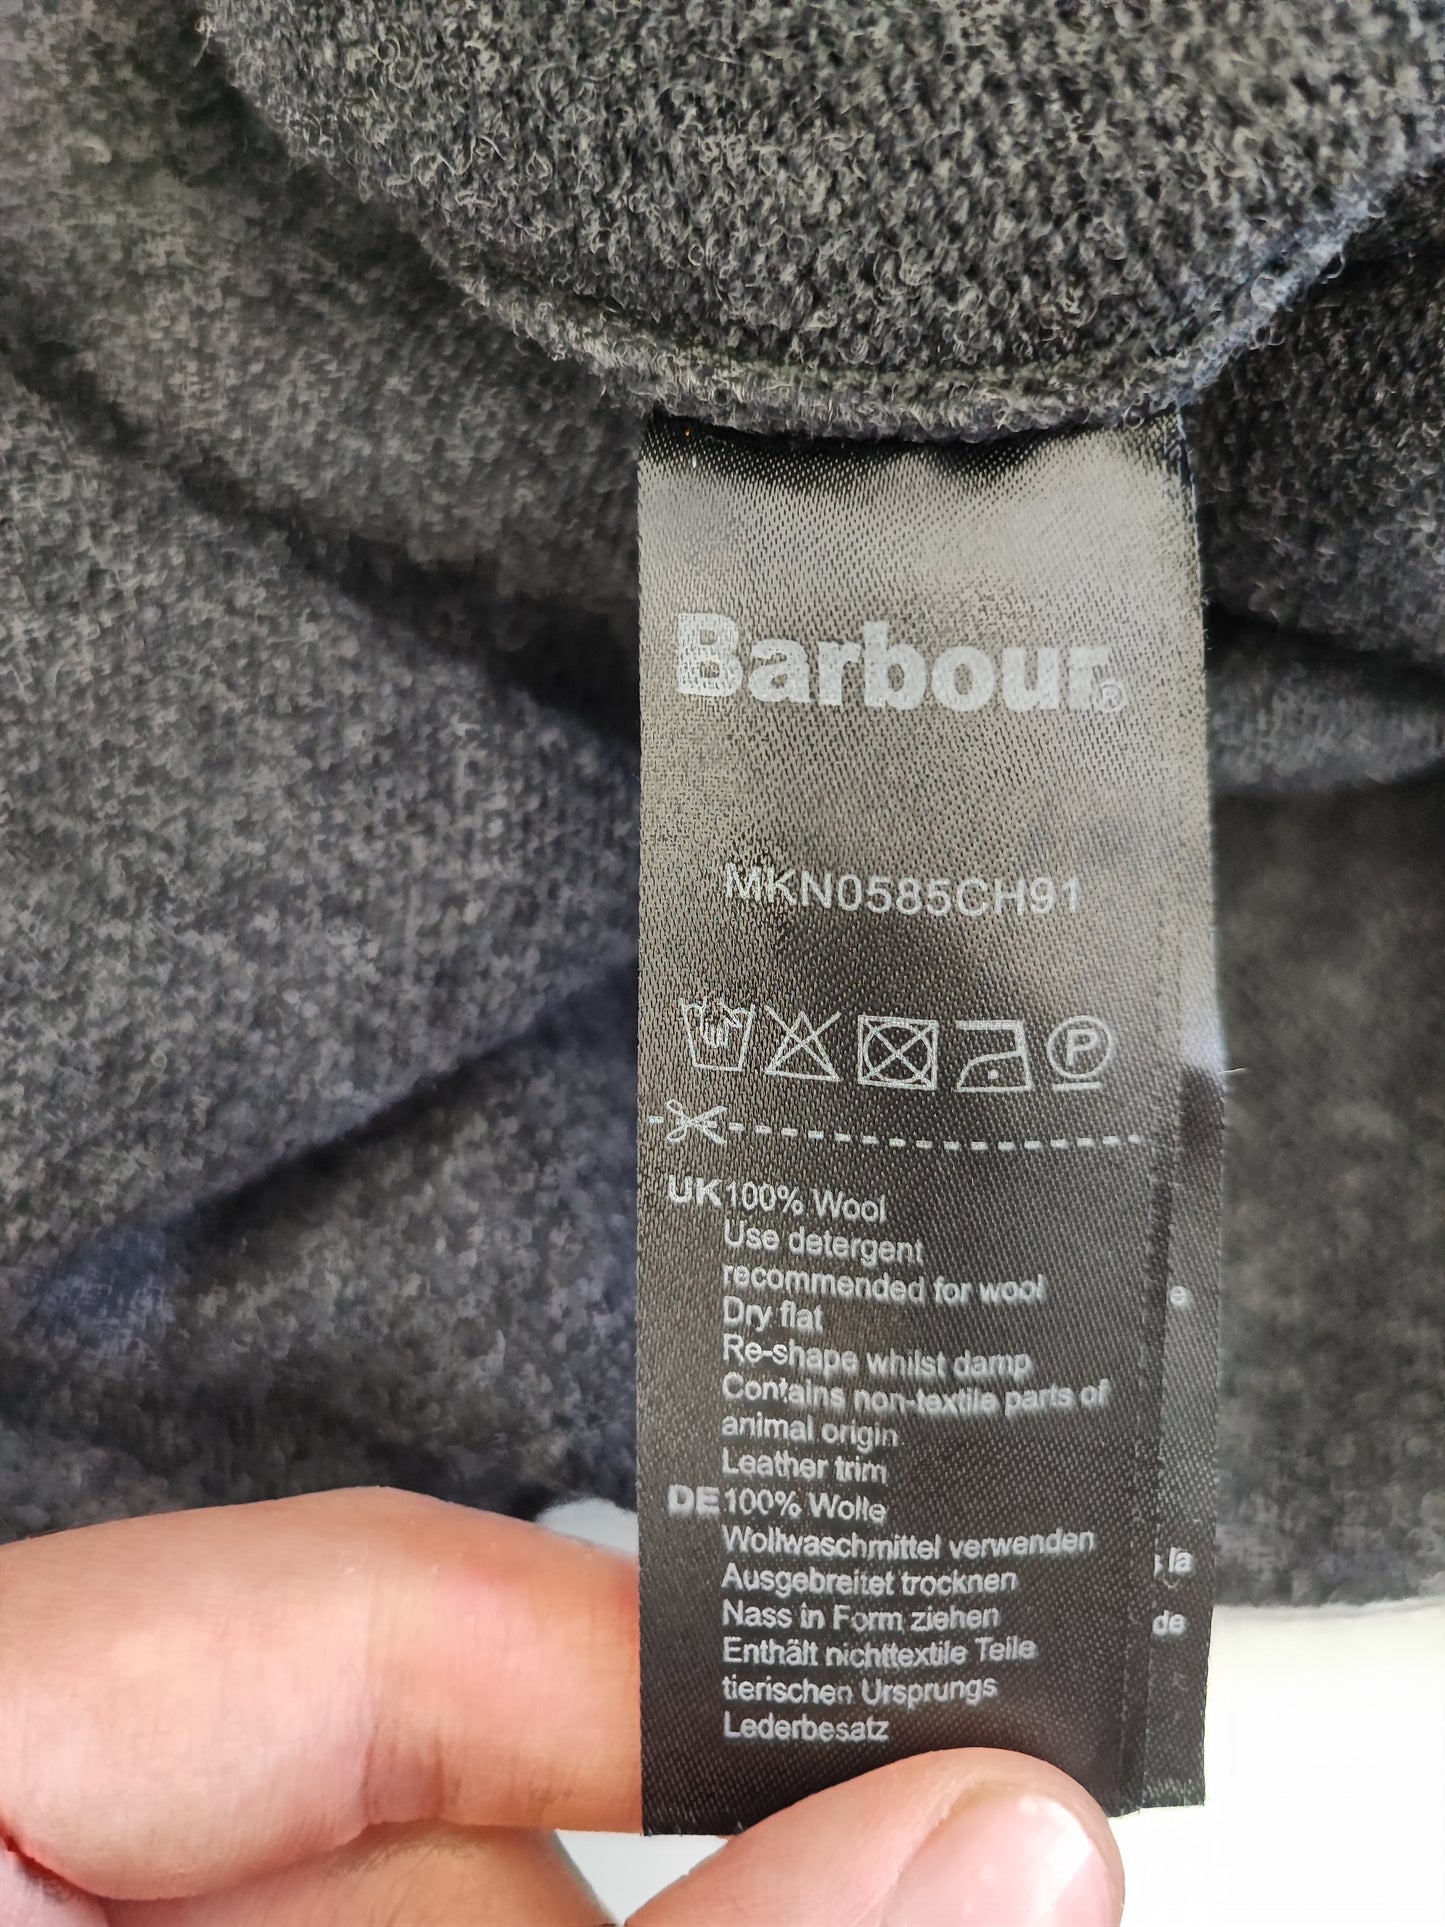 Barbour®
MKN0585CH91
P
UK 100% Wool
Use detergent
recommended for wool
Dry flat
Re-shape whilst damp
Contains non-textile parts of
animal origin
Leather trim
DE 100% Wolle
Wollwaschmittel verwenden
Ausgebreitet trocknen
Nass in Form ziehen
Enthält nichttextile Teile
tierischen Ursprungs
Lederbesatz
e
la
de